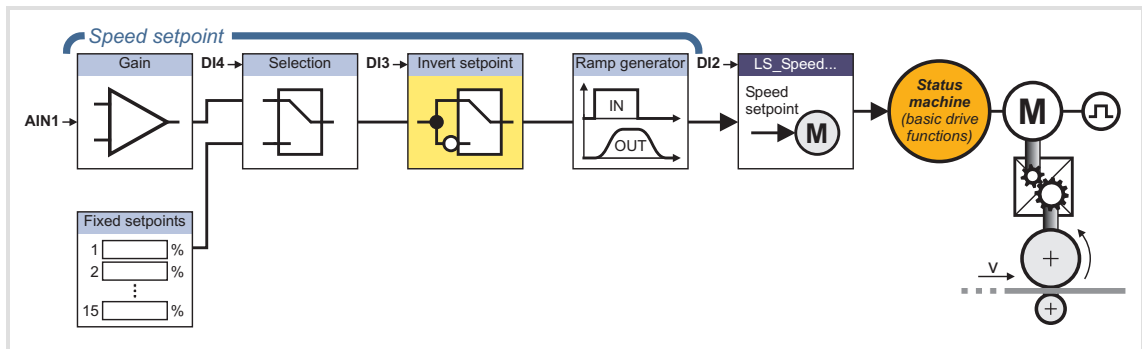 Speed setpoint
Gain
DI4
Selection
DI3
Invert setpoint
Ramp generator
DI2
LS_Speed...
AIN1
IN
OUT
Speed
setpoint
M
Status
machine
(basic drive
functions)
M
Fixed setpoints
1 %
2 %
15 %
V